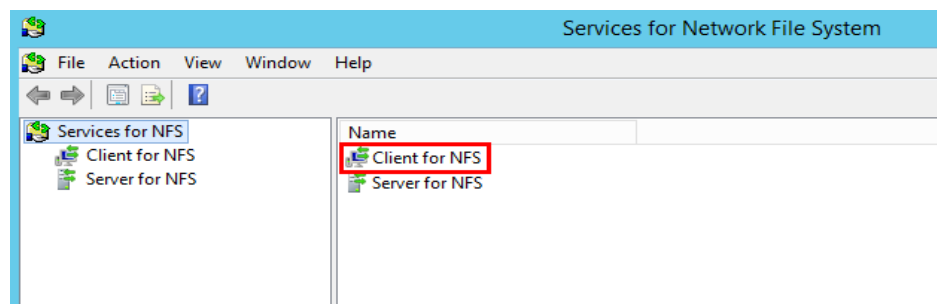 Services for Network File System
File Action View Window Help
?
Services for NFS
Client for NFS
Server for NFS
Name
Client for NFS
Server for NFS